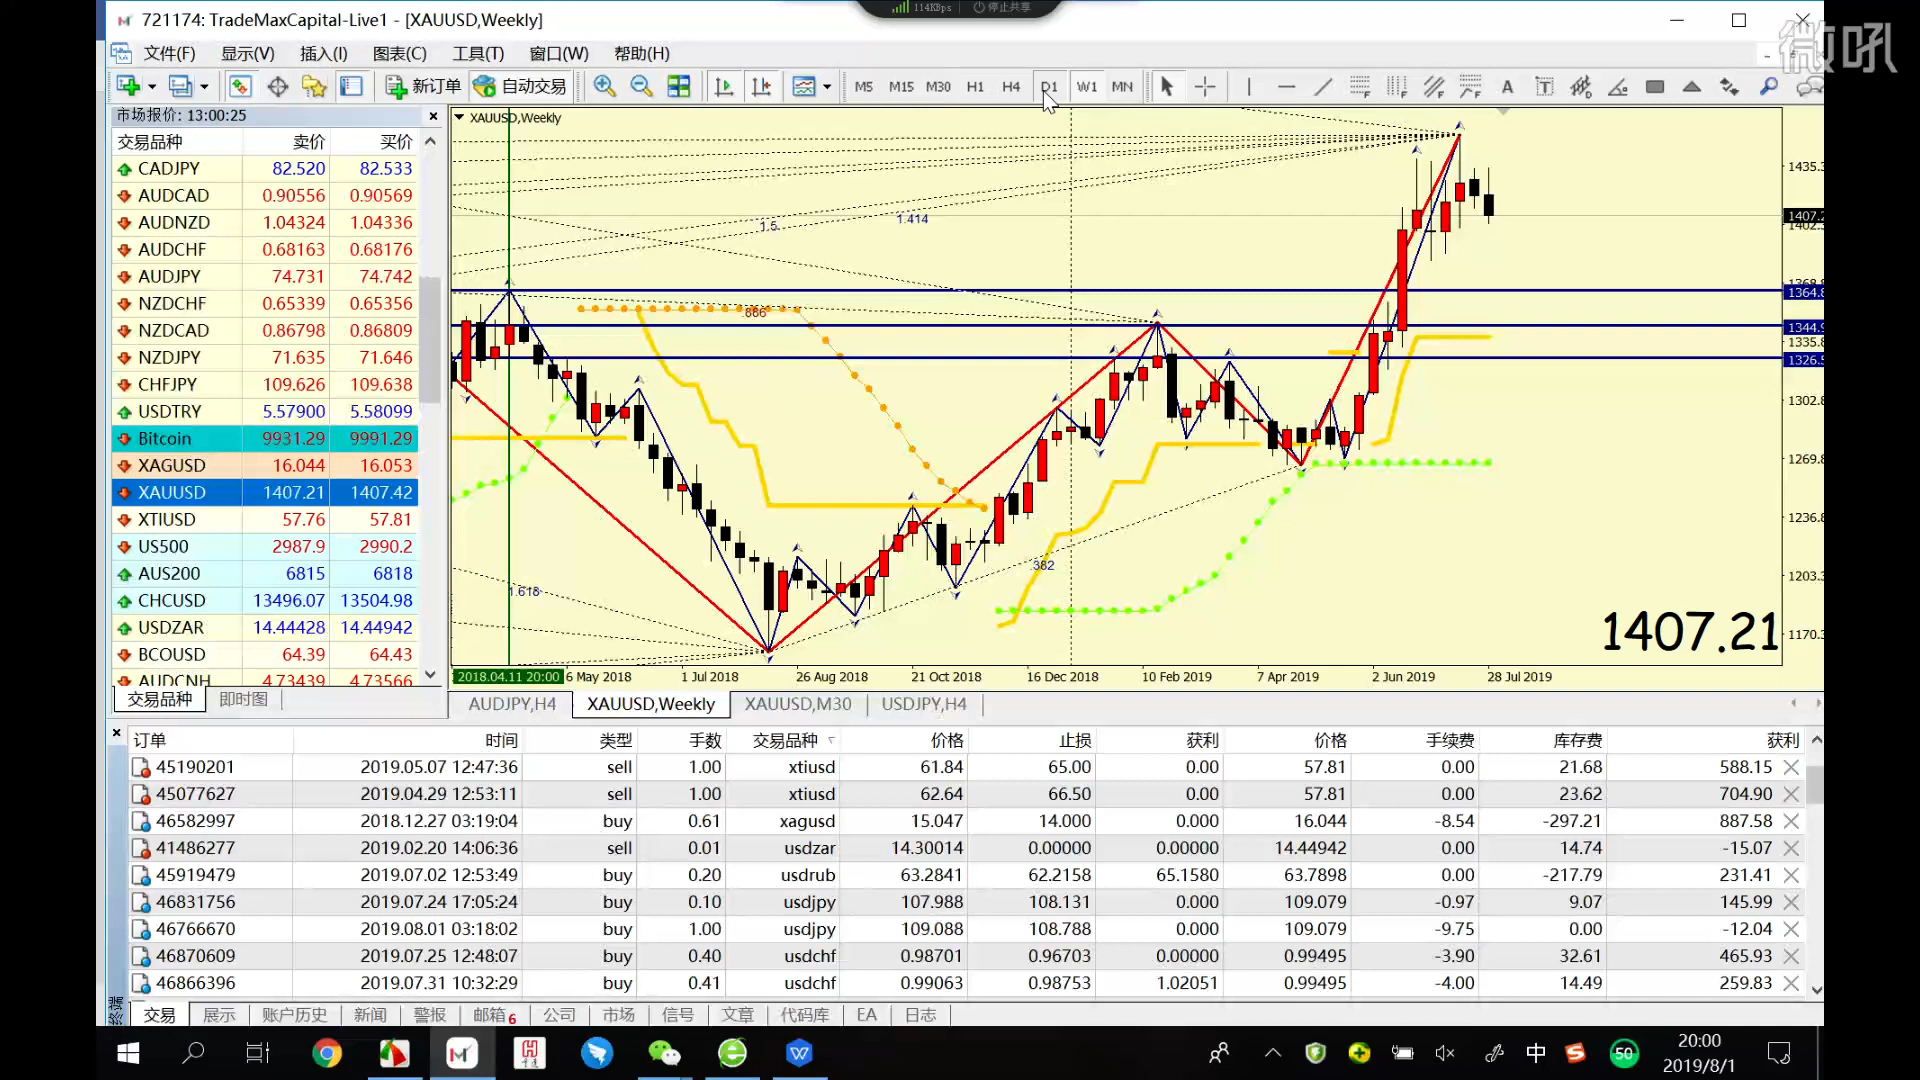 114KBps 停止共享
721174: TradeMaxCapital-Live1 - [XAUUSD,Weekly]
微吼
文件(F) 显示(V) 插入(I) 图表(C) 工具(T) 窗口(W) 帮助(H)
新订单 自动交易 M5 M15 M30 H1 H4 D1 W1 MN A T
市场报价: 13:00:25
交易品种 卖价 买价
CADJPY 82.520 82.533
AUDCAD 0.90556 0.90569
AUDNZD 1.04324 1.04336
AUDCHF 0.68163 0.68176
AUDJPY 74.731 74.742
NZDCHF 0.65339 0.65356
NZDCAD 0.86798 0.86809
NZDJPY 71.635 71.646
CHFJPY 109.626 109.638
USDTRY 5.57900 5.58099
Bitcoin 9931.29 9991.29
XAGUSD 16.044 16.053
XAUUSD 1407.21 1407.42
XTIUSD 57.76 57.81
US500 2987.9 2990.2
AUS200 6815 6818
CHCUSD 13496.07 13504.98
USDZAR 14.44428 14.44942
BCOUSD 64.39 64.43
AUDCNH 4.73439 4.73566
交易品种 即时图
XAUUSD,Weekly
1.5 1.414
.886
.382
1.618
1435.3
1407.2
1402.3
1364.8
1344.9
1335.8
1326.5
1302.8
1269.8
1236.8
1203.3
1170.3
1407.21
2018.04.11 20:00 6 May 2018 1 Jul 2018 26 Aug 2018 21 Oct 2018 16 Dec 2018 10 Feb 2019 7 Apr 2019 2 Jun 2019 28 Jul 2019
AUDJPY,H4 XAUUSD,Weekly XAUUSD,M30 USDJPY,H4
订单 时间 类型 手数 交易品种 价格 止损 获利 价格 手续费 库存费 获利
45190201 2019.05.07 12:47:36 sell 1.00 xtiusd 61.84 65.00 0.00 57.81 0.00 21.68 588.15
45077627 2019.04.29 12:53:11 sell 1.00 xtiusd 62.64 66.50 0.00 57.81 0.00 23.62 704.90
46582997 2018.12.27 03:19:04 buy 0.61 xagusd 15.047 14.000 0.000 16.044 -8.54 -297.21 887.58
41486277 2019.02.20 14:06:36 sell 0.01 usdzar 14.30014 0.00000 0.00000 14.44942 0.00 14.74 -15.07
45919479 2019.07.02 12:53:49 buy 0.20 usdrub 63.2841 62.2158 65.1580 63.7898 0.00 -217.79 231.41
46831756 2019.07.24 17:05:24 buy 0.10 usdjpy 107.988 108.131 0.000 109.079 -0.97 9.07 145.99
46766670 2019.08.01 03:18:02 buy 1.00 usdjpy 109.088 108.788 0.000 109.079 -9.75 0.00 -12.04
46870609 2019.07.25 12:48:07 buy 0.40 usdchf 0.98701 0.96703 0.00000 0.99495 -3.90 32.61 465.93
46866396 2019.07.31 10:32:29 buy 0.41 usdchf 0.99063 0.98753 1.02051 0.99495 -4.00 14.49 259.83
终端
交易 展示 账户历史 新闻 警报 邮箱6 公司 市场 信号 文章 代码库 EA 日志
中 50 20:00
2019/8/1